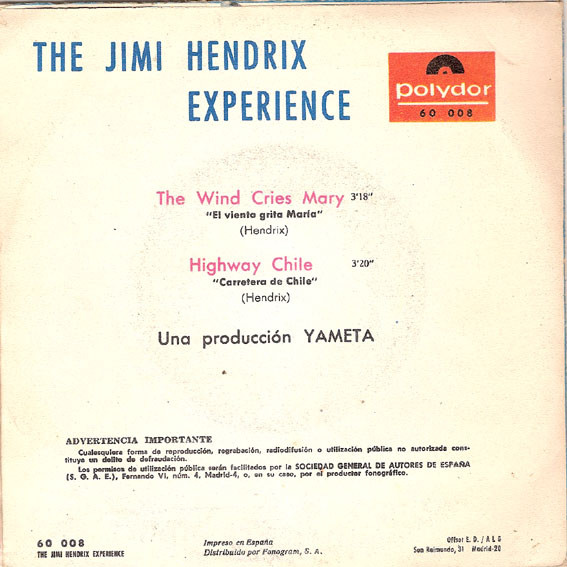 THE JIMI HENDRIX
EXPERIENCE
polydor
60 008
The Wind Cries Mary 3'18"
"El viento grita María"
(Hendrix)
Highway Chile 3'20"
"Carretera de Chile"
(Hendrix)
Una producción YAMETA
ADVERTENCIA IMPORTANTE
Cualesquiera forma de reproducción, regrabación, radiodifusión o utilización pública no autorizada cons-
tituye un delito de defraudación.
Los permisos de utilización pública serán facilitados por la SOCIEDAD GENERAL DE AUTORES DE ESPAÑA
(S. G. A. E.), Fernando VI, núm. 4, Madrid-4, o, en su caso, por el productor fonográfico.
60 008
THE JIMI HENDRIX EXPERIENCE
Impreso en España
Distribuído por Fonogram, S. A.
Offset E. D. / A L G
San Raimundo, 31 Madrid-20